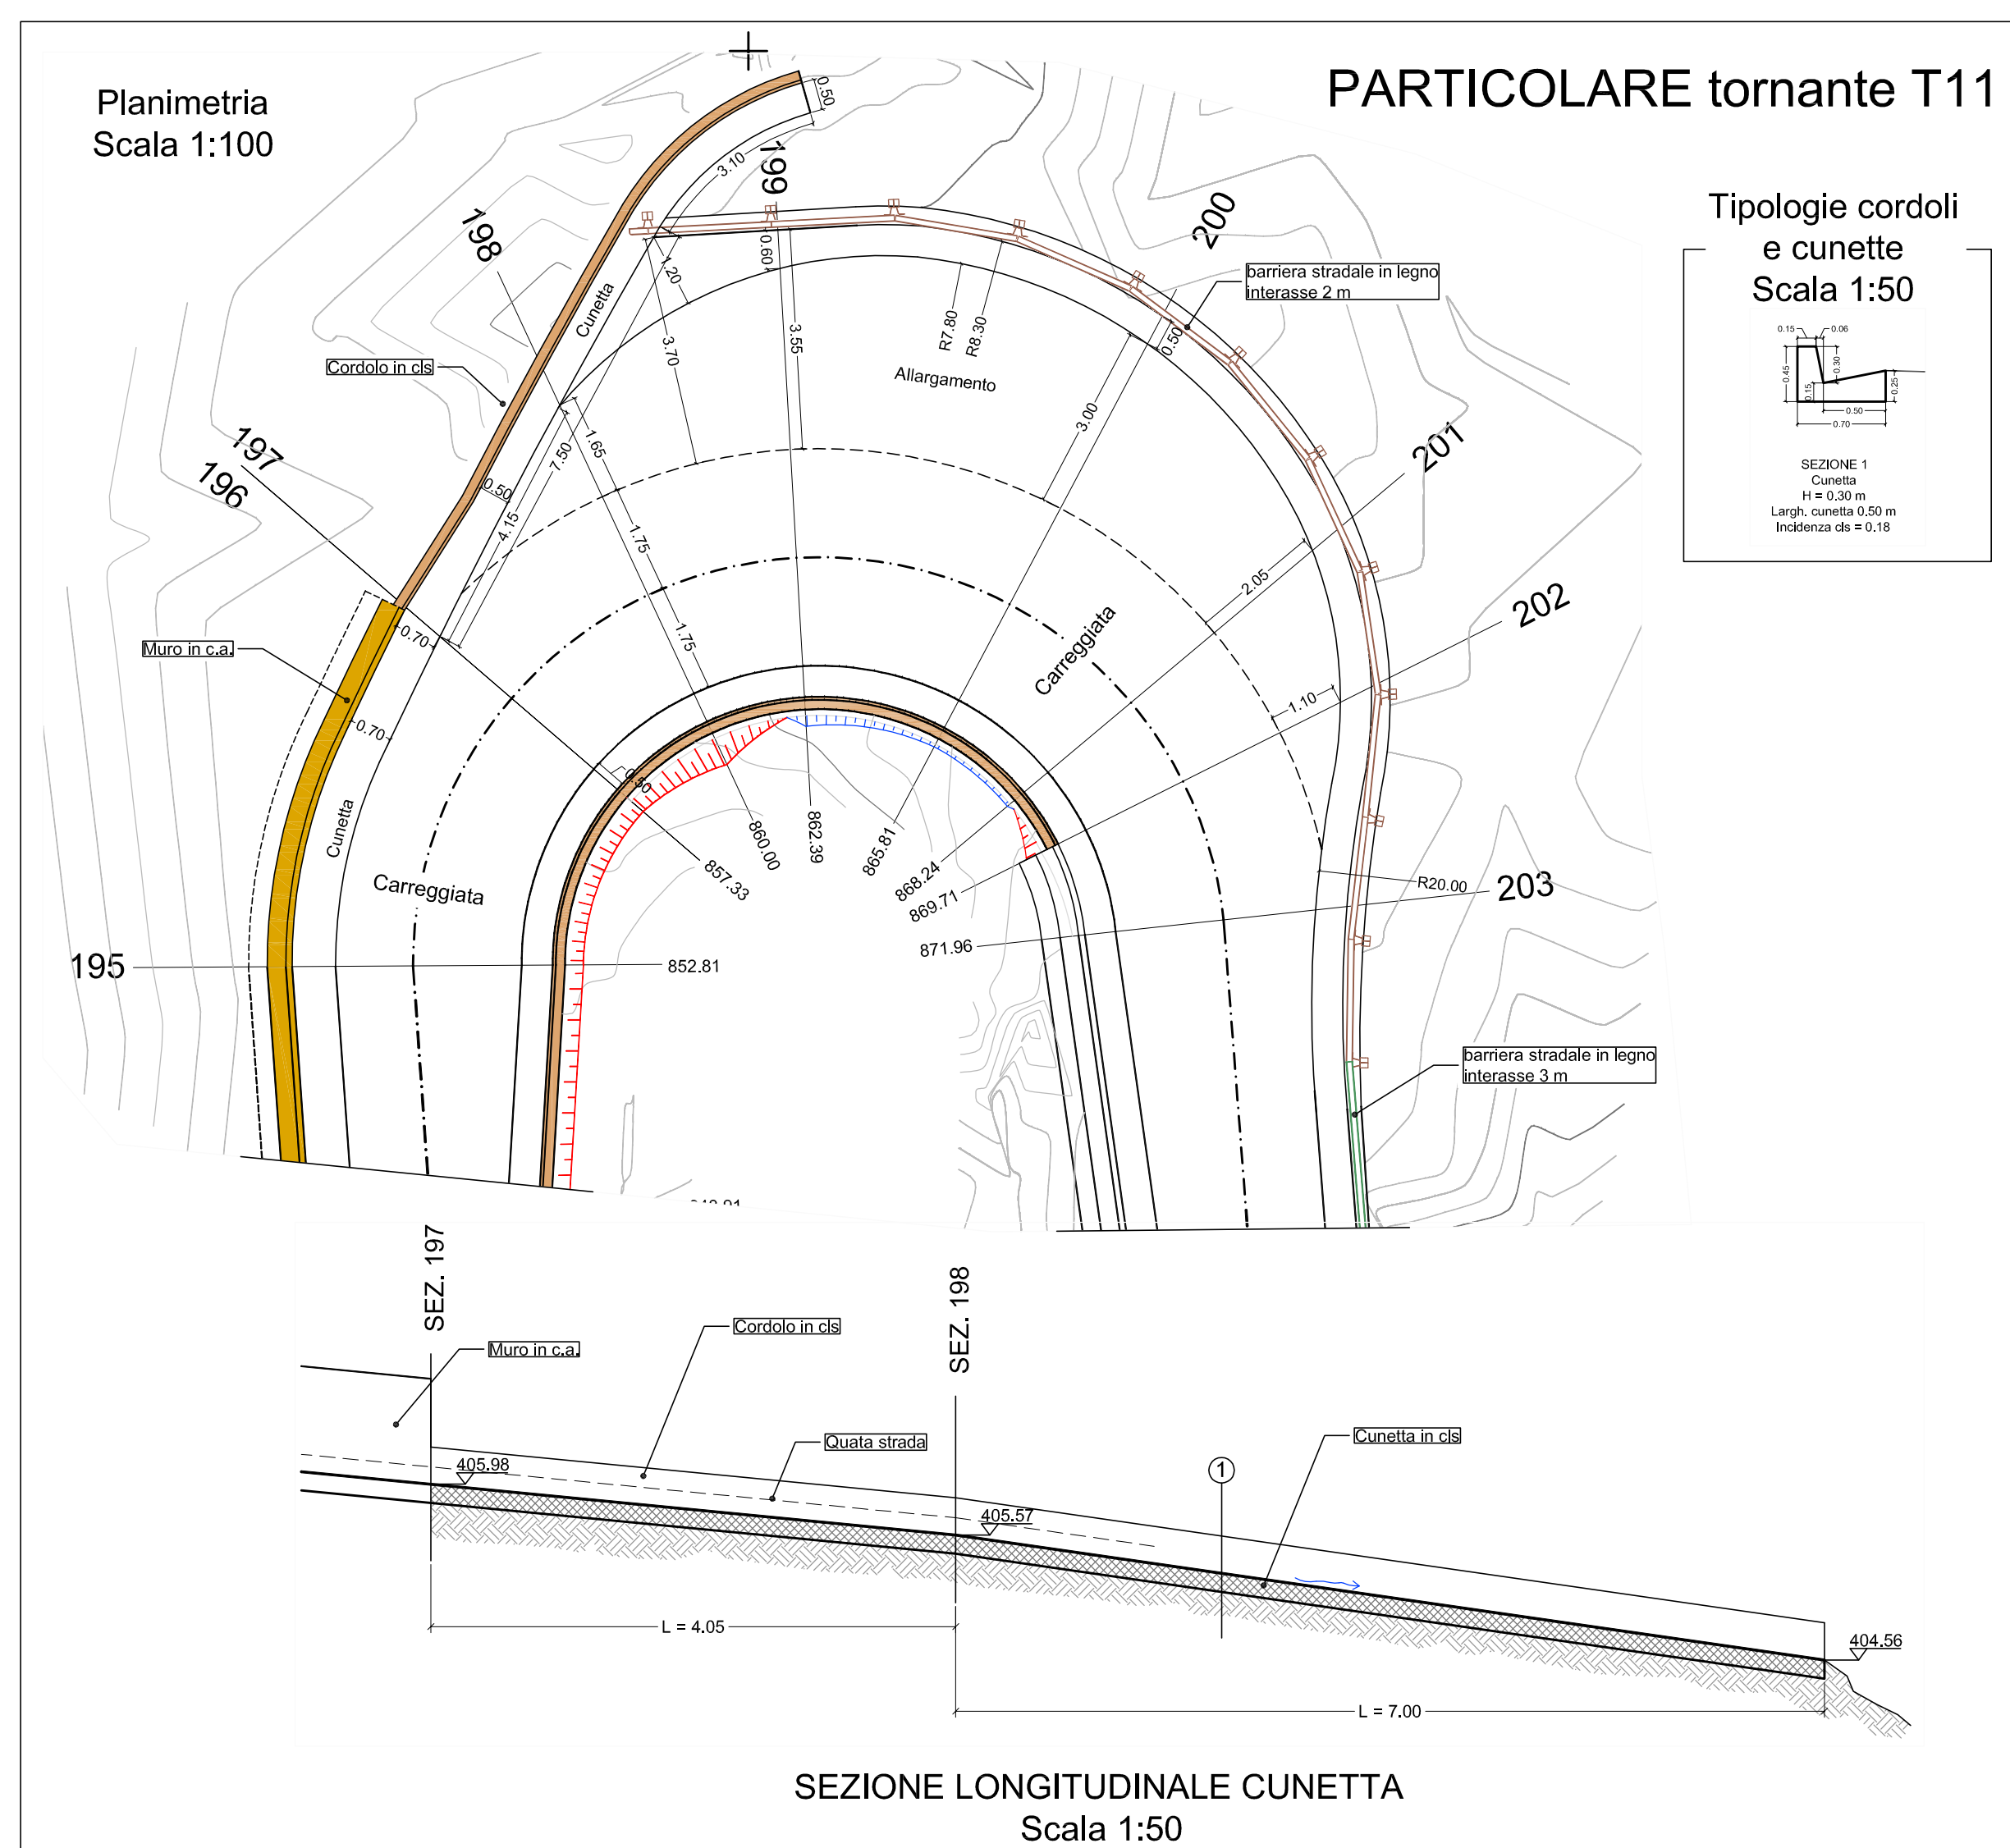 PARTICOLARE tornante T11
Planimetria
Scala 1:100
Tipologie cordoli
e cunette
Scala 1:50
0.15
0.06
0.45
0.30
0.15
0.25
0.50
0.70
SEZIONE 1
Cunetta
H = 0.30 m
Largh. cunetta 0.50 m
Incidenza cls = 0.18
0.50
3.10
199
198
200
barriera stradale in legno
interasse 2 m
1.20
0.60
Cunetta
3.70
3.55
R7.80
R8.30
0.50
Allargamento
Cordolo in cls
3.00
197
196
1.65
7.50
0.50
4.15
1.75
201
2.05
202
Carreggiata
1.75
0.70
Muro in c.a.
0.70
1.10
0.50
Cunetta
Carreggiata
857.33
860.00
862.39
865.81
868.24
869.71
871.96
R20.00
203
195
852.81
barriera stradale in legno
interasse 3 m
SEZ. 197
SEZ. 198
Cordolo in cls
Muro in c.a.
Quata strada
Cunetta in cls
405.98
405.57
1
404.56
L = 4.05
L = 7.00
SEZIONE LONGITUDINALE CUNETTA
Scala 1:50